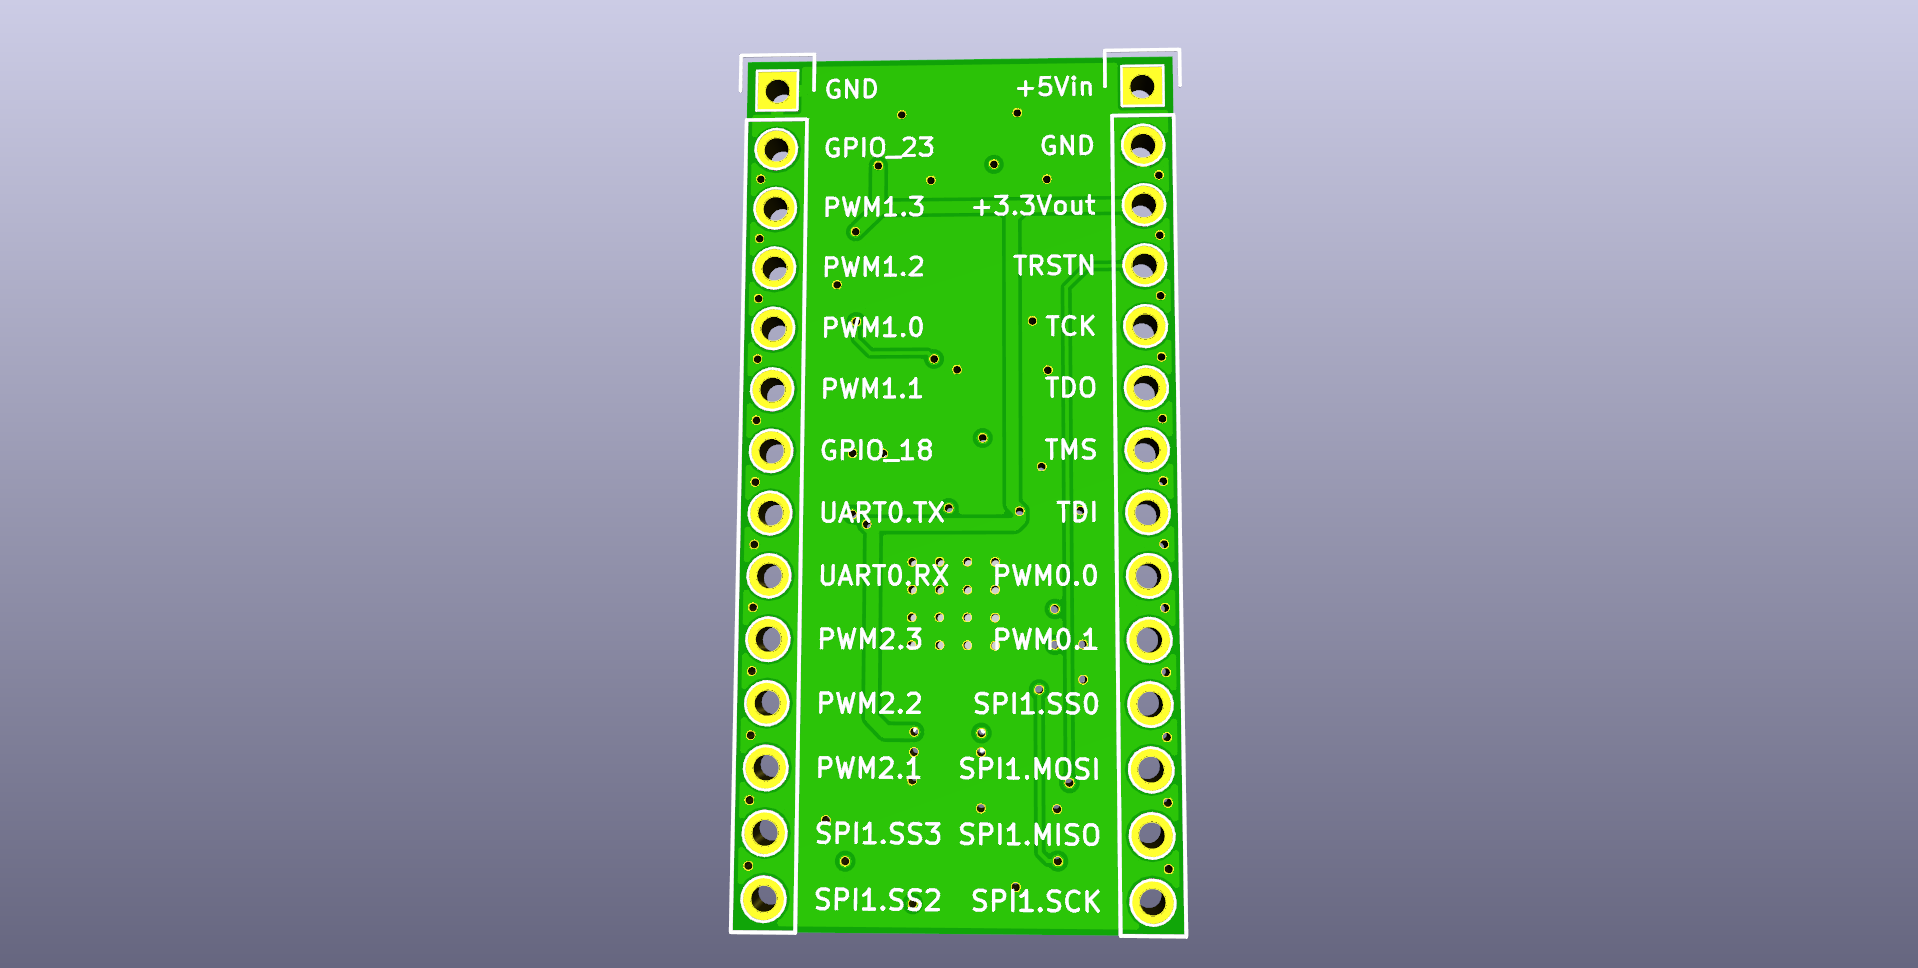 GND +5Vin
GPIO_23 GND
PWM1.3 +3.3Vout
PWM1.2 TRSTN
PWM1.0 TCK
PWM1.1 TDO
GPIO_18 TMS
UART0.TX TDI
UART0.RX PWM0.0
PWM2.3 PWM0.1
PWM2.2 SPI1.SS0
PWM2.1 SPI1.MOSI
SPI1.SS3 SPI1.MISO
SPI1.SS2 SPI1.SCK